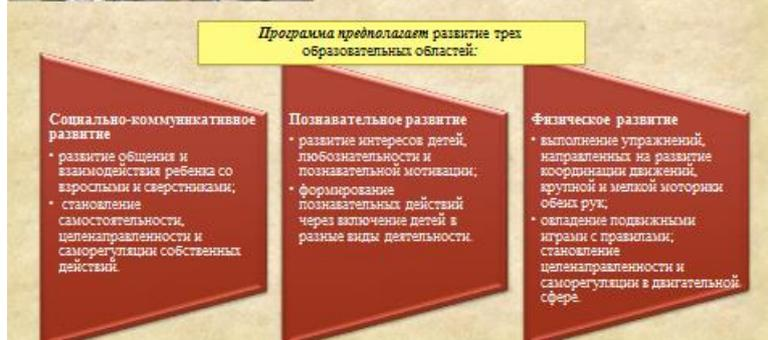 Программа предполагает развитие трех
образовательных областей:
Социально-коммуникативное
развитие
• развитие общения и
взаимодействия ребенка со
взрослыми и сверстниками;
• становление
самостоятельности,
целенаправленности и
саморегуляции собственных
действий.
Познавательное развитие
• развитие интересов детей,
любознательности и
познавательной мотивации;
• формирование
познавательных действий
через включение детей в
разные виды деятельности.
Физическое развитие
• выполнение упражнений,
направленных на развитие
координации движений,
крупной и мелкой моторики
обеих рук;
• овладение подвижными
играми с правилами;
становление
целенаправленности и
саморегуляции в двигательной
сфере.